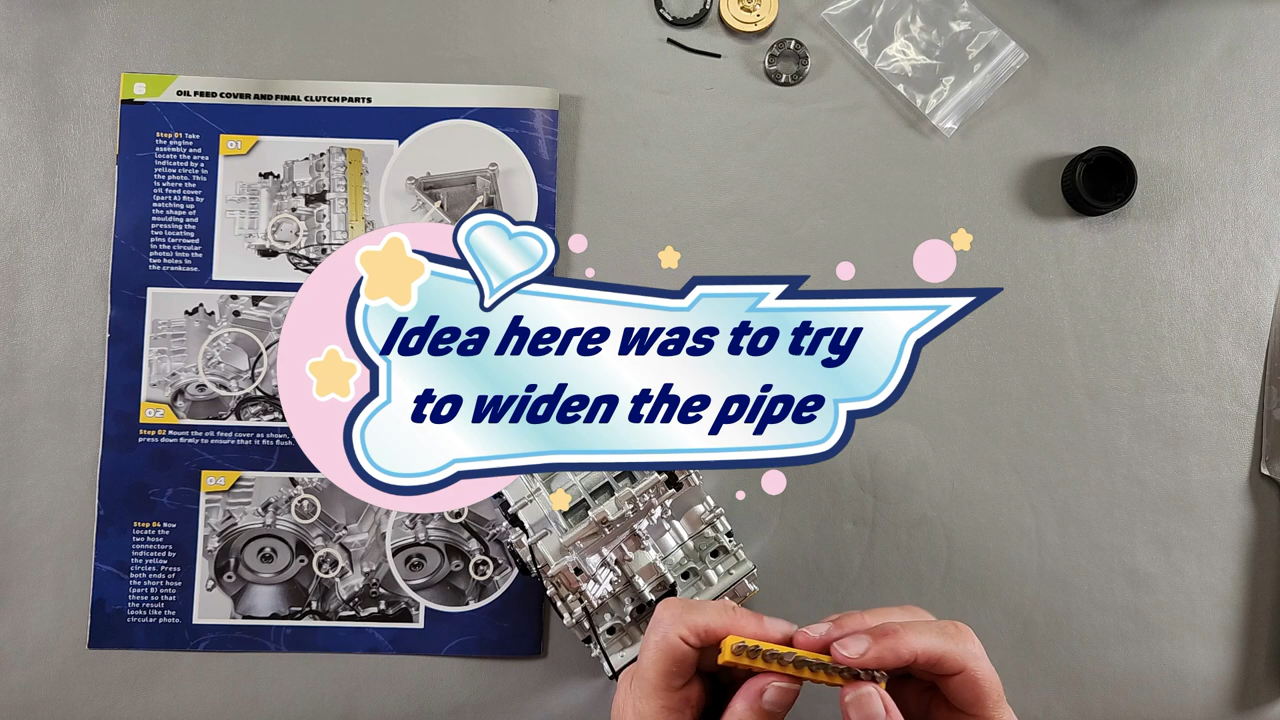 6
OIL FEED COVER AND FINAL CLUTCH PARTS
Step 01 Take
the engine
assembly and
locate the area
indicated by a
yellow circle in
the photo. This
is where the
oil feed cover
(part A) fits by
matching up
the shape of
moulding and
pressing the
two locating
pins (arrowed
in the circular
photo) into the
two holes in
the crankcase.
01
Idea here was to try
to widen the pipe
02
Step 02 Mount the oil feed cover as shown,
press down firmly to ensure that it fits flush.
04
Step 04 Now
locate the
two hose
connectors
indicated by
the yellow
circles. Press
both ends of
the short hose
(part B) onto
these so that
the result
looks like the
circular photo.